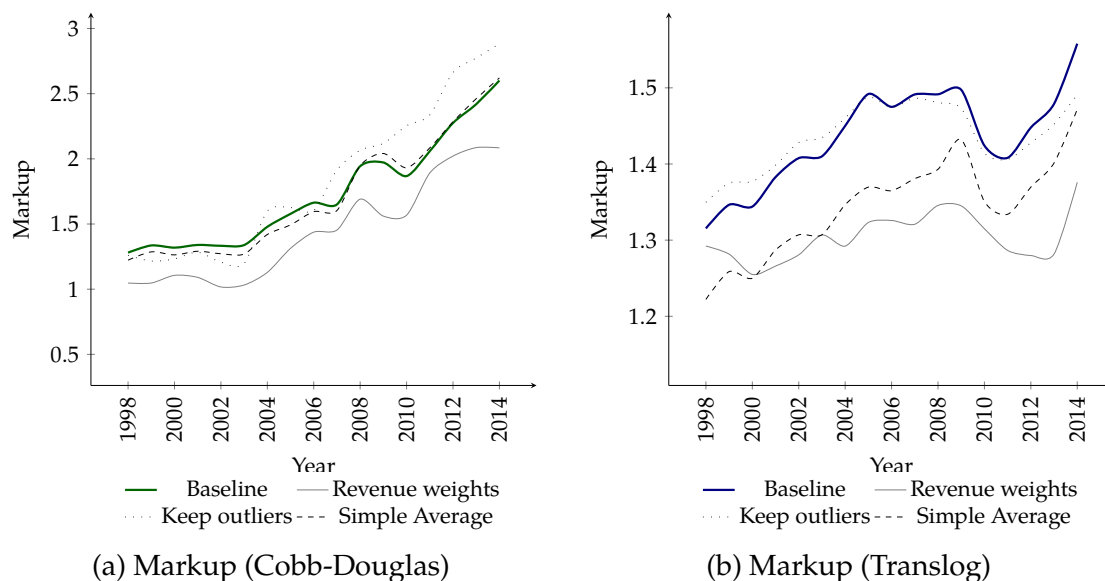 3
2.5
2
1.5
1
0.5
Markup
1998
2000
2002
2004
2006
2008
2010
2012
2014
Year
Baseline Revenue weights
Keep outliers Simple Average
(a) Markup (Cobb-Douglas)
1.5
1.4
1.3
1.2
Markup
1998
2000
2002
2004
2006
2008
2010
2012
2014
Year
Baseline Revenue weights
Keep outliers Simple Average
(b) Markup (Translog)